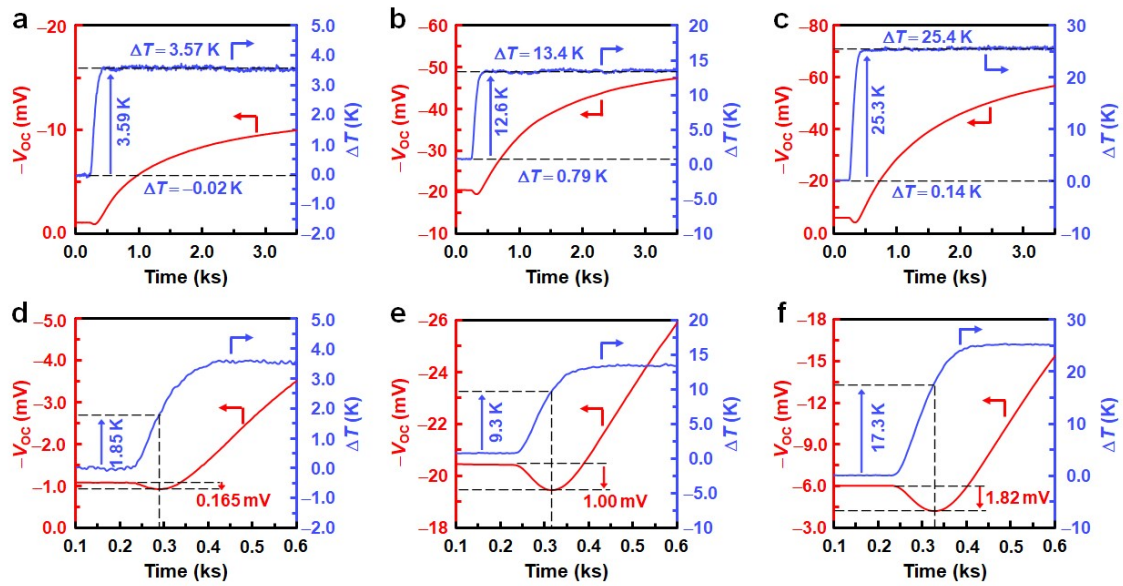 a
−20
−10
0.0
−V_OC (mV)
ΔT = 3.57 K
3.59 K
ΔT = −0.02 K
5.0
4.0
3.0
2.0
1.0
0.0
−1.0
−2.0
ΔT (K)
0.0 1.0 2.0 3.0
Time (ks)
b
−60
−50
−40
−30
−20
−10
−V_OC (mV)
ΔT = 13.4 K
12.6 K
ΔT = 0.79 K
20
15
10
5.0
0.0
−5.0
−10
ΔT (K)
0.0 1.0 2.0 3.0
Time (ks)
c
−80
−60
−40
−20
0.0
−V_OC (mV)
ΔT = 25.4 K
25.3 K
ΔT = 0.14 K
30
20
10
0.0
−10
ΔT (K)
0.0 1.0 2.0 3.0
Time (ks)
d
−5.0
−4.0
−3.0
−2.0
−1.0
0.0
−V_OC (mV)
1.85 K
0.165 mV
5.0
4.0
3.0
2.0
1.0
0.0
−1.0
−2.0
ΔT (K)
0.1 0.2 0.3 0.4 0.5 0.6
Time (ks)
e
−26
−24
−22
−20
−18
−V_OC (mV)
9.3 K
1.00 mV
20
15
10
5.0
0.0
−5.0
−10
ΔT (K)
0.1 0.2 0.3 0.4 0.5 0.6
Time (ks)
f
−18
−15
−12
−9.0
−6.0
−3.0
−V_OC (mV)
17.3 K
1.82 mV
30
20
10
0.0
−10
ΔT (K)
0.1 0.2 0.3 0.4 0.5 0.6
Time (ks)